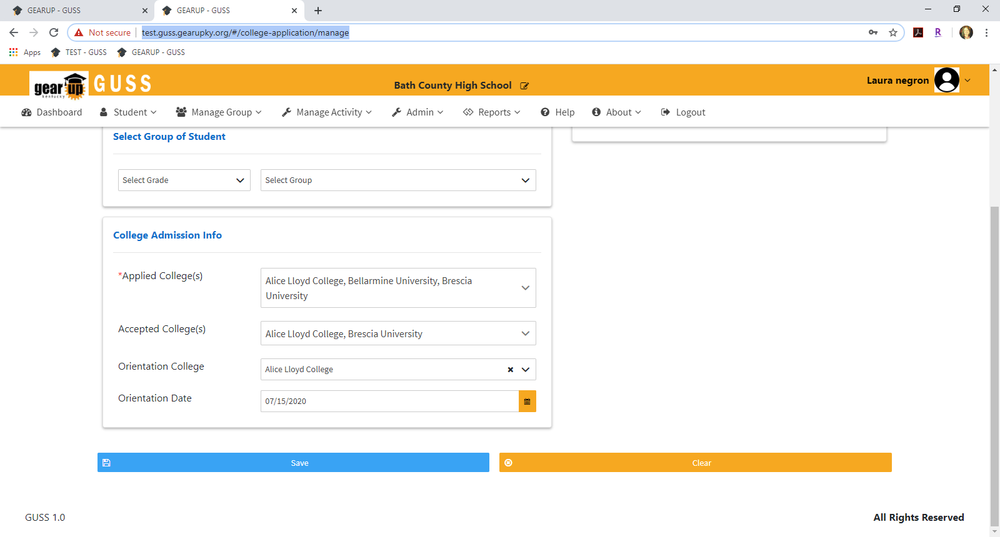 GEARUP - GUSS
GEARUP - GUSS
Not secure
test.guss.gearupky.org/#/college-application/manage
Apps
TEST - GUSS
GEARUP - GUSS
gear up
kentucky
GUSS
Bath County High School
Laura negron
Dashboard
Student
Manage Group
Manage Activity
Admin
Reports
Help
About
Logout
Select Group of Student
Select Grade
Select Group
College Admission Info
*Applied College(s)
Alice Lloyd College, Bellarmine University, Brescia
University
Accepted College(s)
Alice Lloyd College, Brescia University
Orientation College
Alice Lloyd College
Orientation Date
07/15/2020
Save
Clear
GUSS 1.0
All Rights Reserved